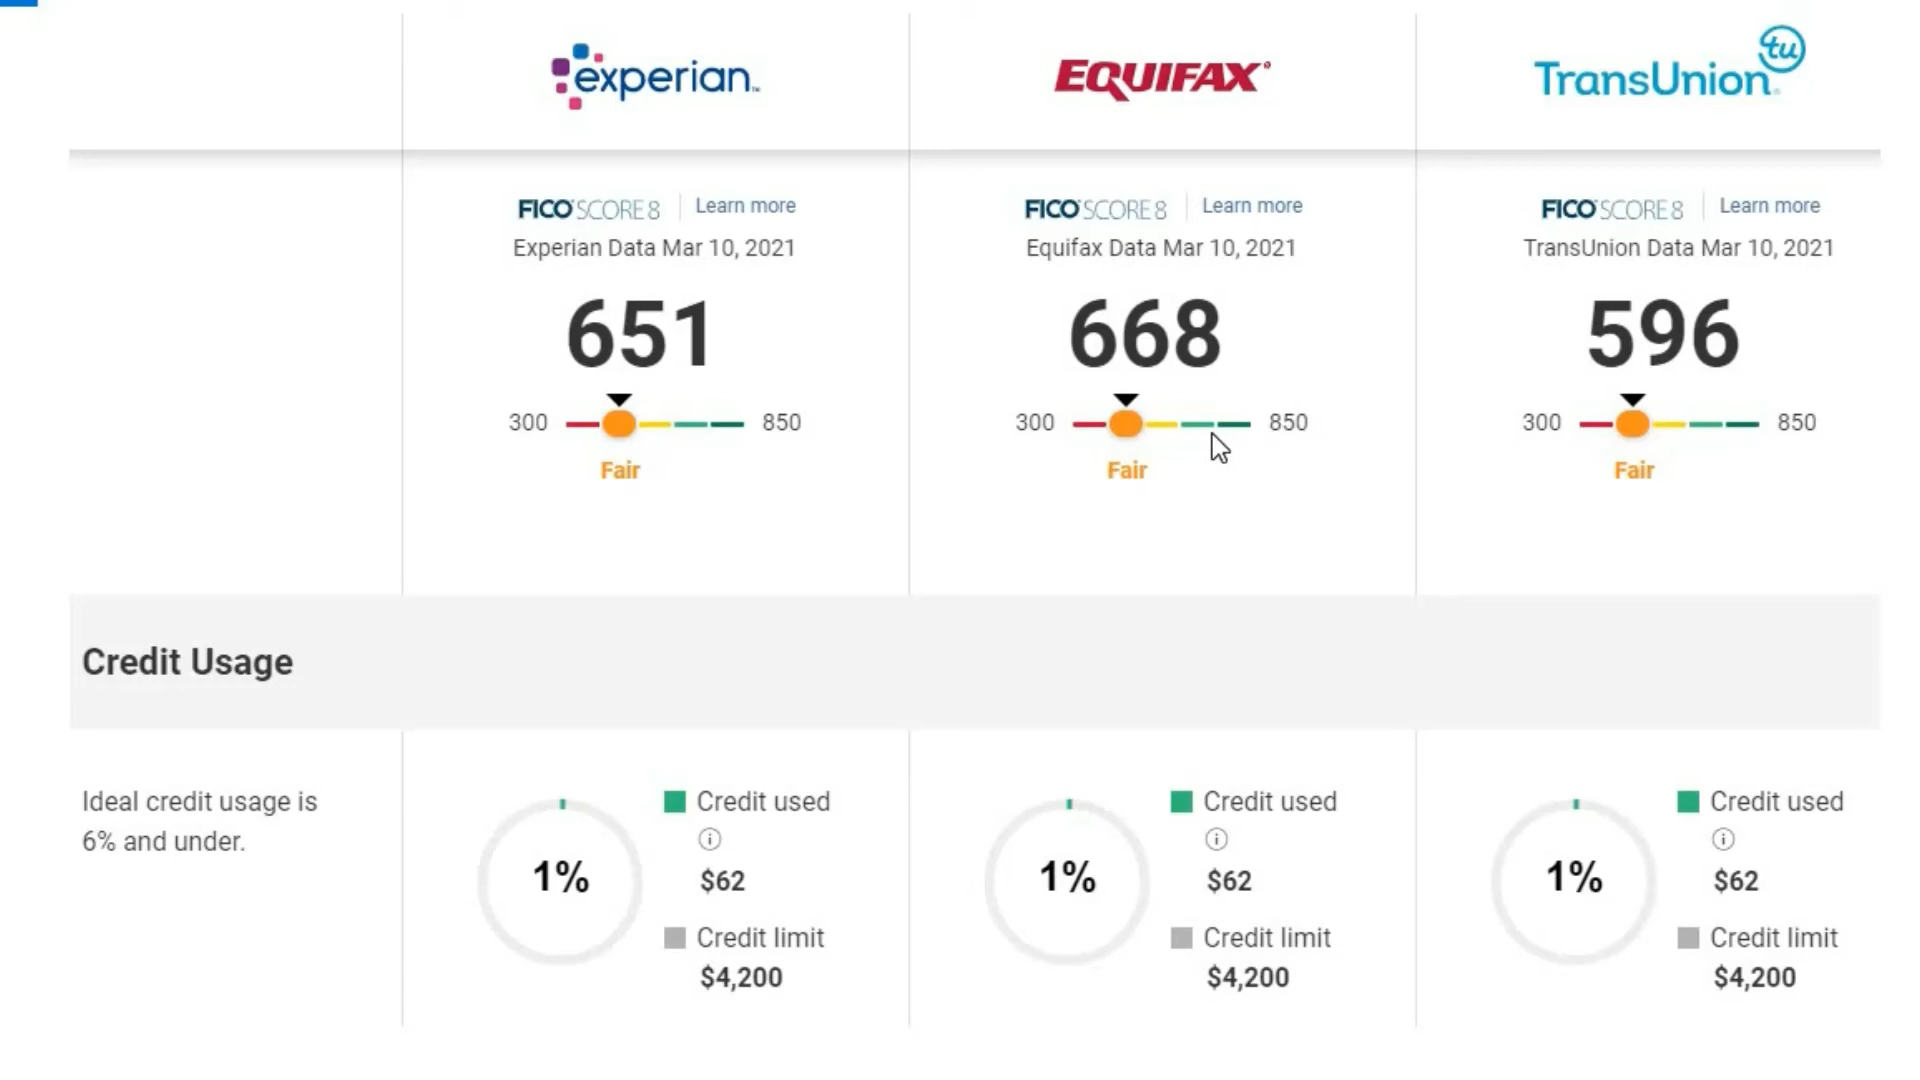 experian™
EQUIFAX®
TransUnion® tu
FICO® SCORE 8 Learn more
Experian Data Mar 10, 2021
651
300 850
Fair
FICO® SCORE 8 Learn more
Equifax Data Mar 10, 2021
668
300 850
Fair
FICO® SCORE 8 Learn more
TransUnion Data Mar 10, 2021
596
300 850
Fair
Credit Usage
Ideal credit usage is
6% and under.
1%
Credit used
$62
Credit limit
$4,200
1%
Credit used
$62
Credit limit
$4,200
1%
Credit used
$62
Credit limit
$4,200